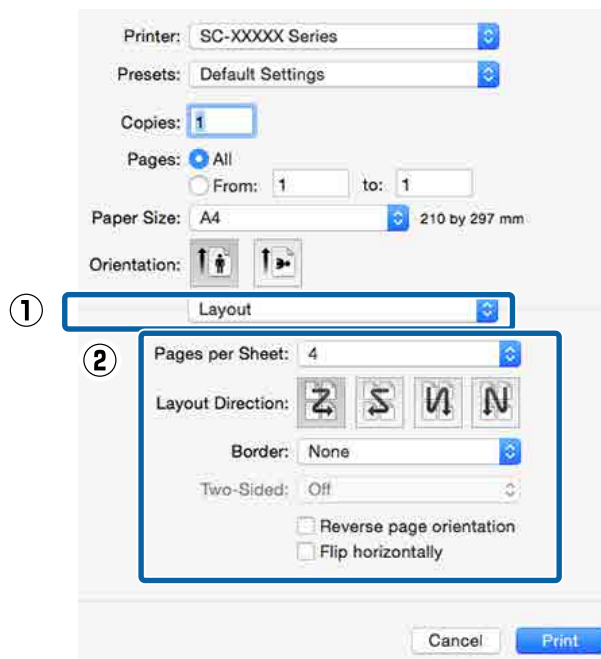 Printer: SC-XXXXX Series
Presets: Default Settings
Copies: 1
Pages: All
From: 1 to: 1
Paper Size: A4 210 by 297 mm
Orientation:
① Layout
② Pages per Sheet: 4
Layout Direction:
Border: None
Two-Sided: Off
Reverse page orientation
Flip horizontally
Cancel Print